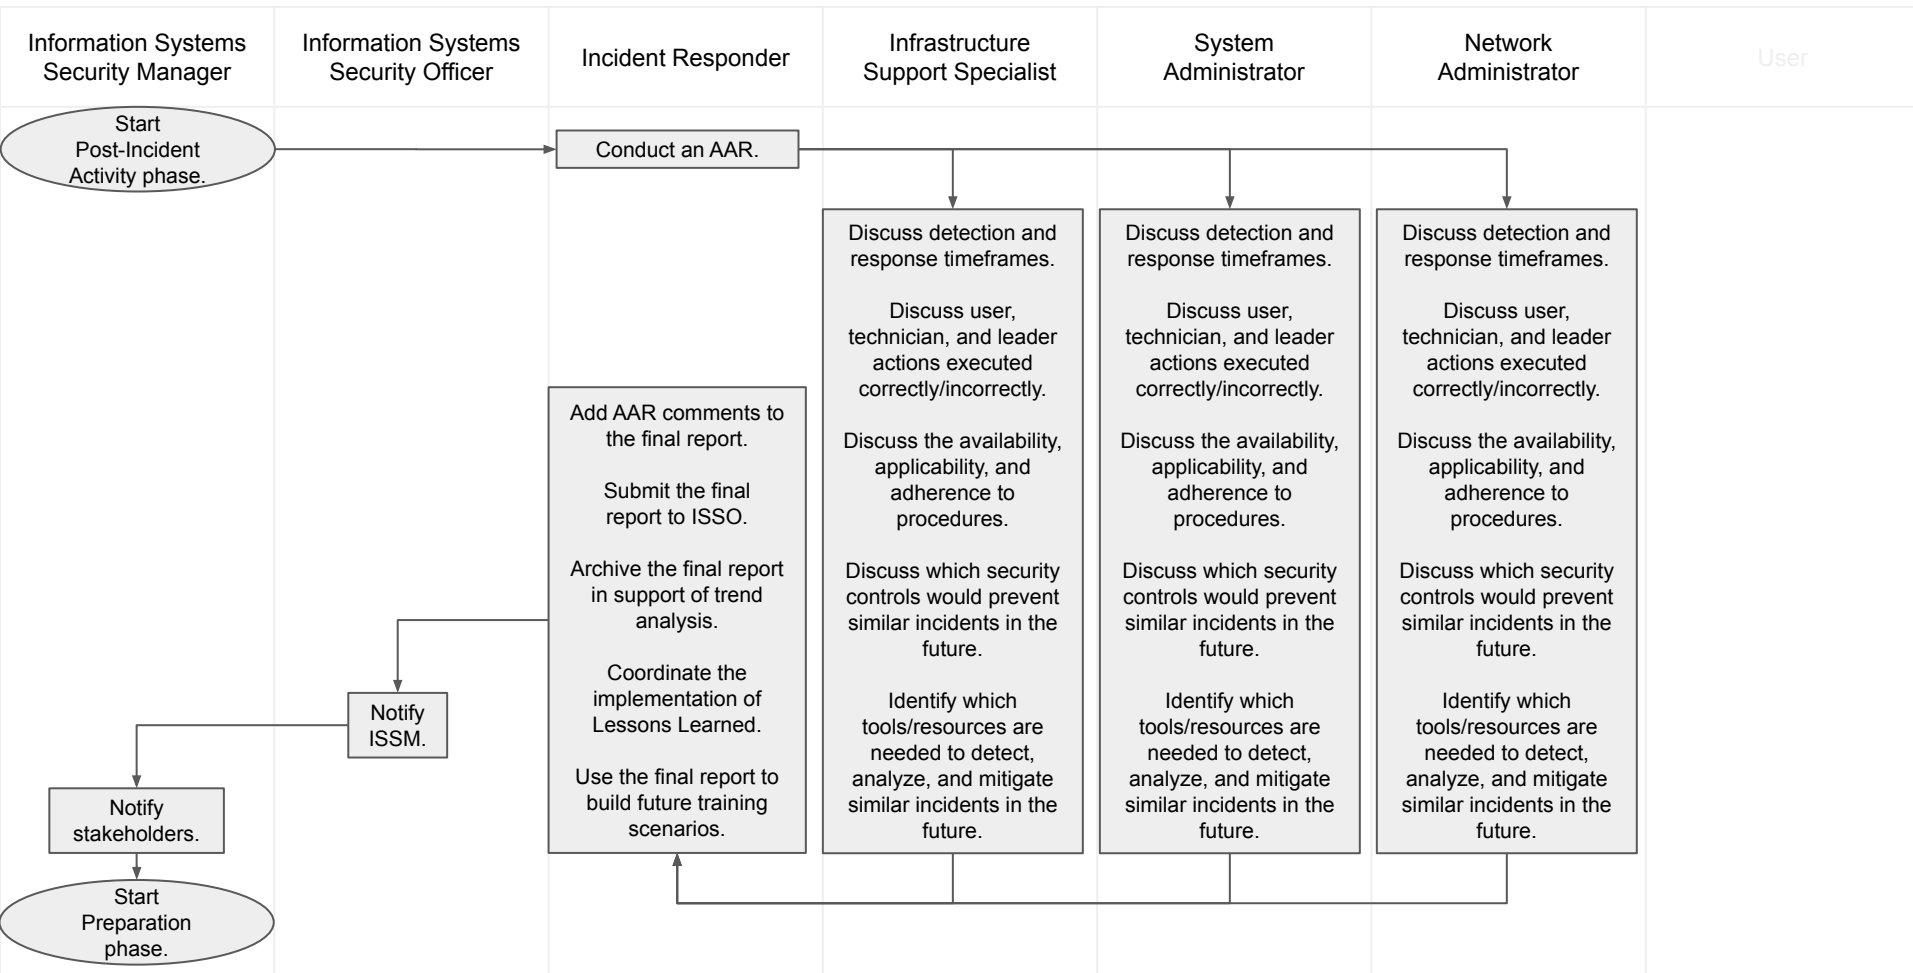 Information Systems
Security Manager
Information Systems
Security Officer
Incident Responder
Infrastructure
Support Specialist
System
Administrator
Network
Administrator
User
Start
Post-Incident
Activity phase.
Conduct an AAR.
Discuss detection and
response timeframes.
Discuss user,
technician, and leader
actions executed
correctly/incorrectly.
Discuss the availability,
applicability, and
adherence to
procedures.
Discuss which security
controls would prevent
similar incidents in the
future.
Identify which
tools/resources are
needed to detect,
analyze, and mitigate
similar incidents in the
future.
Discuss detection and
response timeframes.
Discuss user,
technician, and leader
actions executed
correctly/incorrectly.
Discuss the availability,
applicability, and
adherence to
procedures.
Discuss which security
controls would prevent
similar incidents in the
future.
Identify which
tools/resources are
needed to detect,
analyze, and mitigate
similar incidents in the
future.
Discuss detection and
response timeframes.
Discuss user,
technician, and leader
actions executed
correctly/incorrectly.
Discuss the availability,
applicability, and
adherence to
procedures.
Discuss which security
controls would prevent
similar incidents in the
future.
Identify which
tools/resources are
needed to detect,
analyze, and mitigate
similar incidents in the
future.
Add AAR comments to
the final report.
Submit the final
report to ISSO.
Archive the final report
in support of trend
analysis.
Coordinate the
implementation of
Lessons Learned.
Use the final report to
build future training
scenarios.
Notify
ISSM.
Notify
stakeholders.
Start
Preparation
phase.